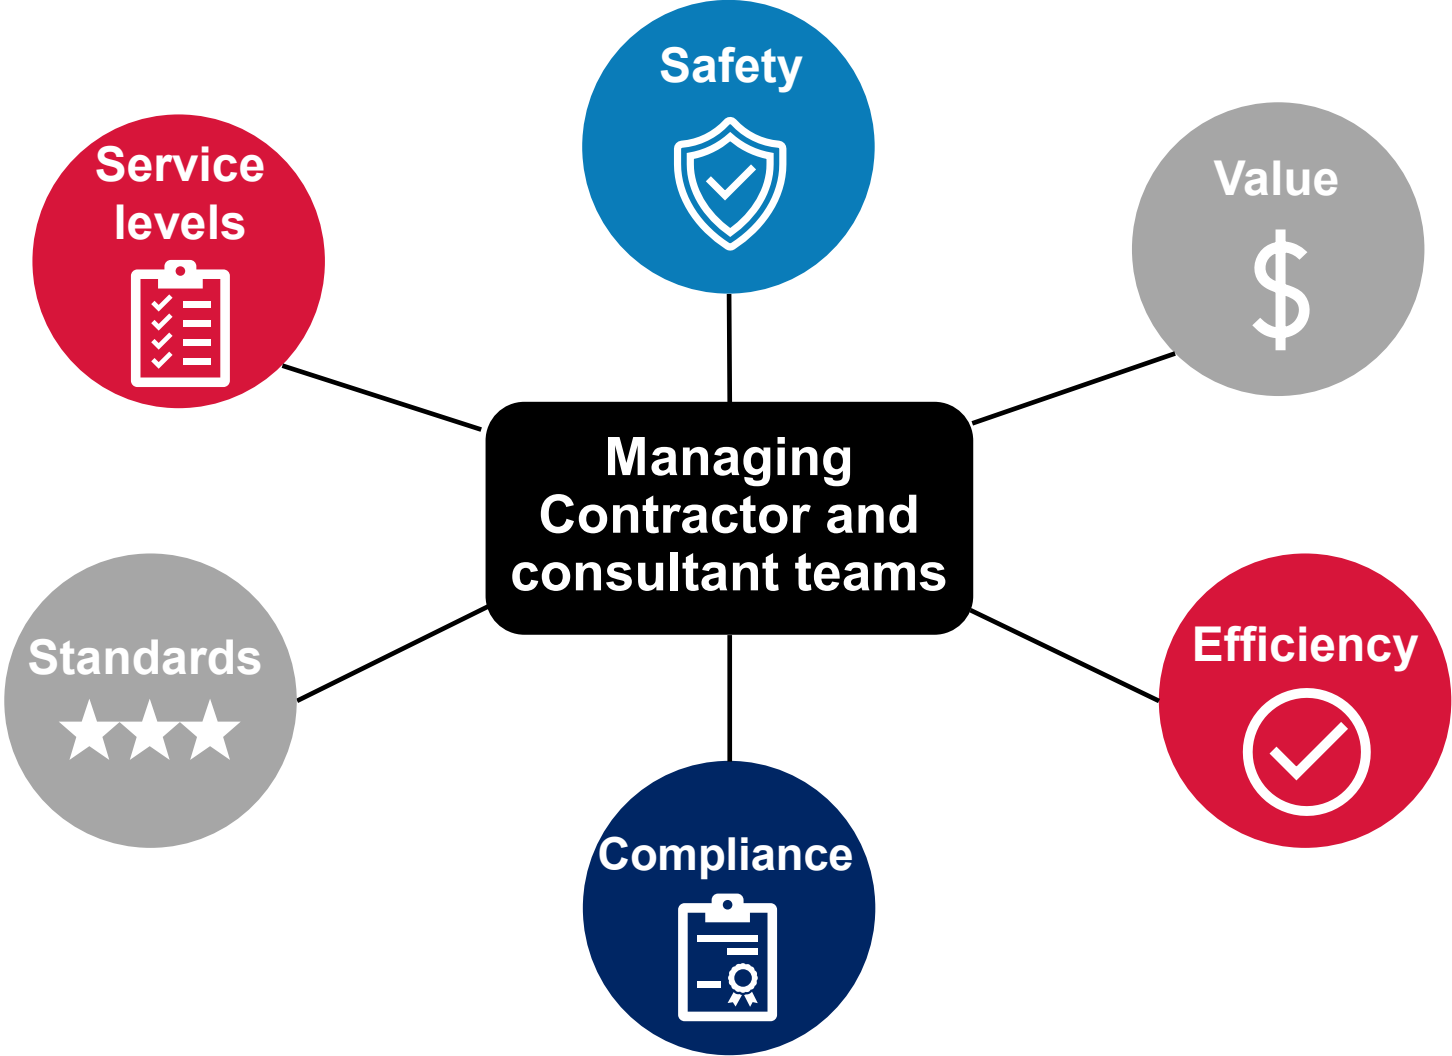 Safety
Service
levels
Value
$
Managing
Contractor and
consultant teams
Standards
Efficiency
Compliance